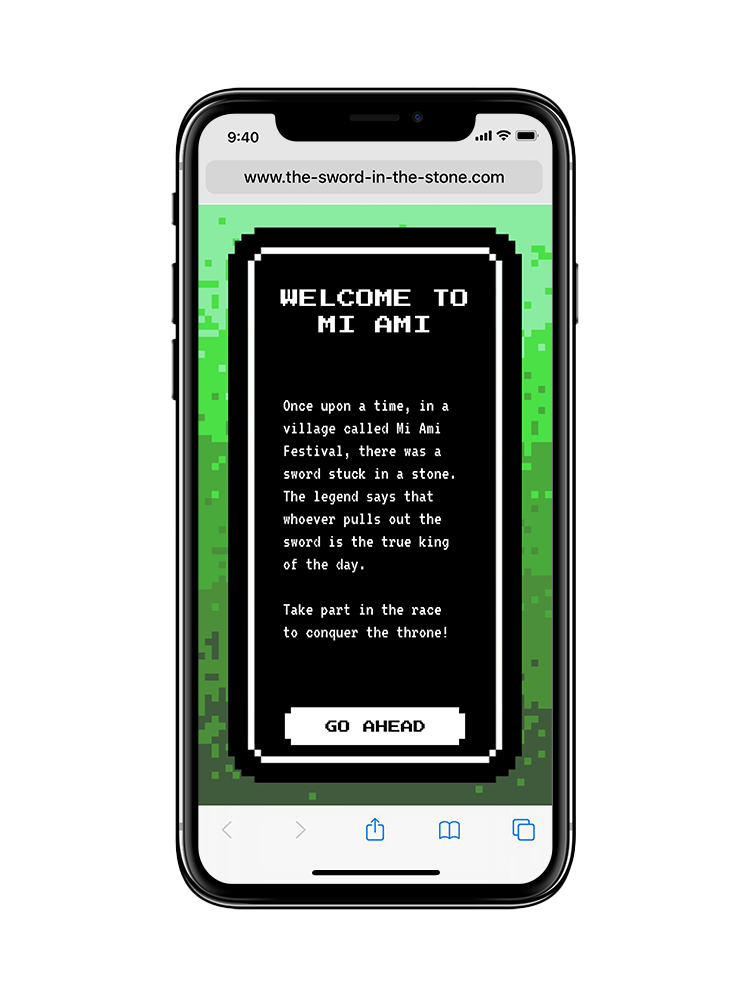 9:40
www.the-sword-in-the-stone.com
WELCOME TO
MI AMI
Once upon a time, in a
village called Mi Ami
Festival, there was a
sword stuck in a stone.
The legend says that
whoever pulls out the
sword is the true king
of the day.
Take part in the race
to conquer the throne!
GO AHEAD